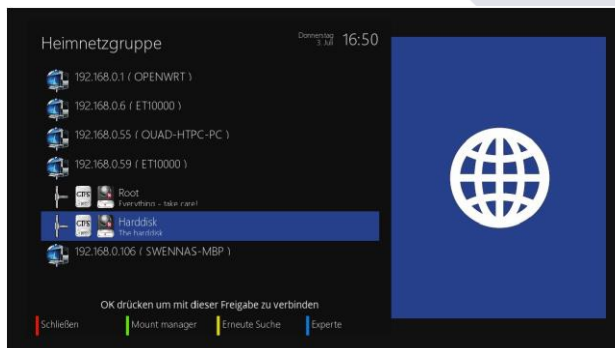 Heimnetzgruppe
Donnerstag
3. Juli
16:50
192.168.0.1 ( OPENWRT )
192.168.0.6 ( ET10000 )
192.168.0.55 ( QUAD-HTPC-PC )
192.168.0.59 ( ET10000 )
CIFS
Root
Everything - take care!
CIFS
Harddisk
The harddisk
192.168.0.106 ( SWENNAS-MBP )
OK drücken um mit dieser Freigabe zu verbinden
Schließen Mount manager Erneute Suche Experte